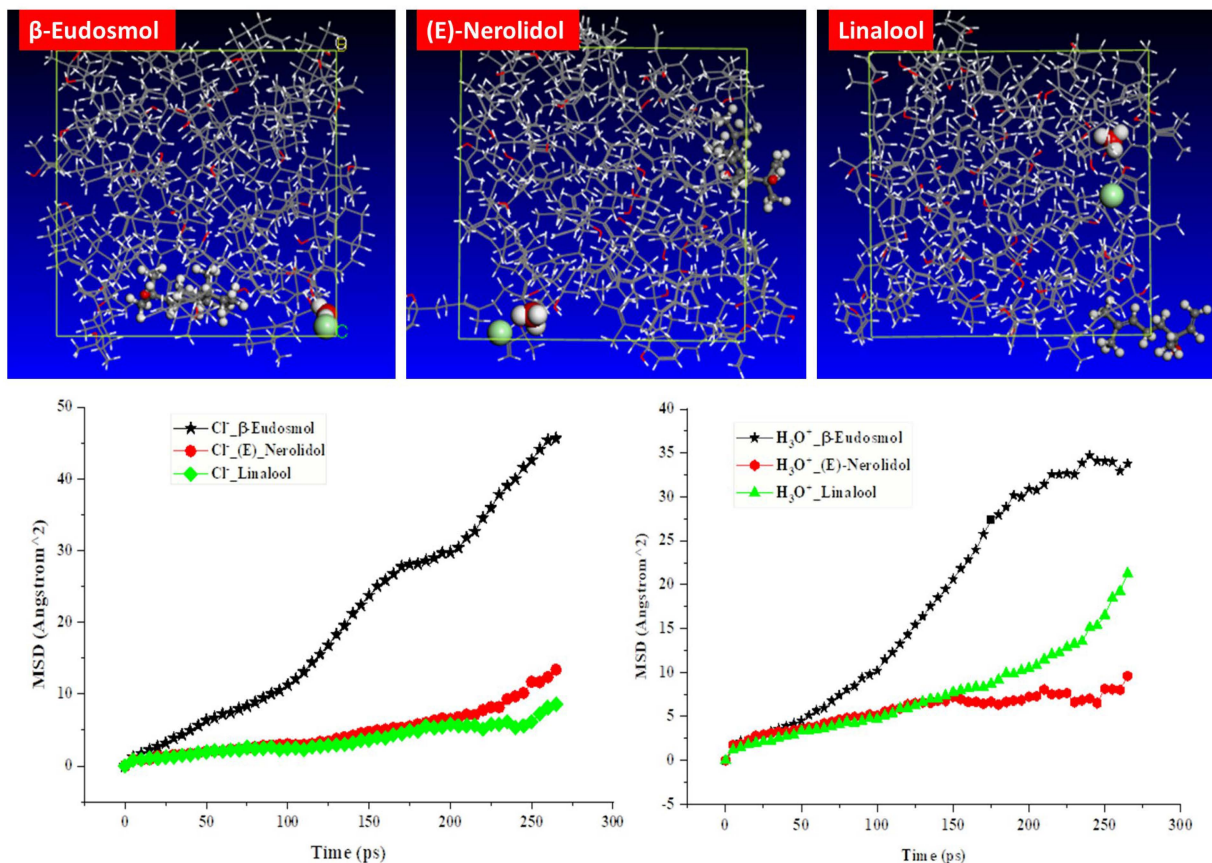 β-Eudosmol
(E)-Nerolidol
Linalool
50
40
30
20
10
0
MSD (Angstrom^2)
Cl⁻_β-Eudosmol
Cl⁻_(E)_Nerolidol
Cl⁻_Linalool
0
50
100
150
200
250
300
Time (ps)
40
35
30
25
20
15
10
5
0
-5
MSD (Angstrom^2)
H₃O⁺_β-Eudosmol
H₃O⁺_(E)-Nerolidol
H₃O⁺_Linalool
0
50
100
150
200
250
300
Time (ps)